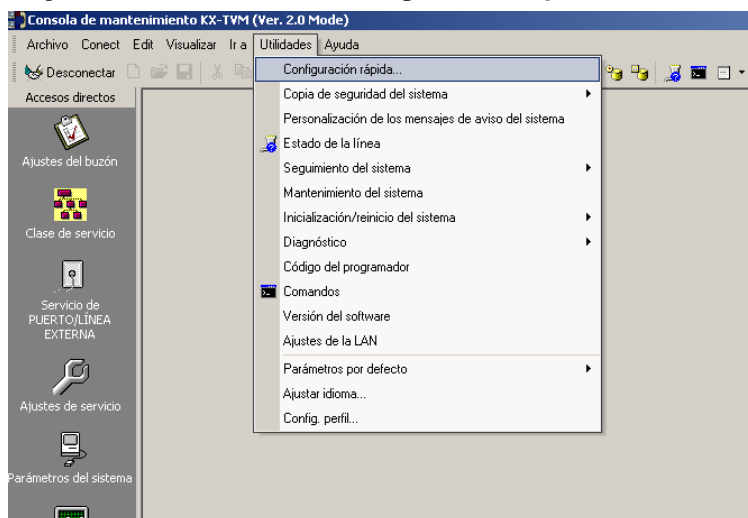 Consola de mantenimiento KX-TVM (Ver. 2.0 Mode)
Archivo Conect Edit Visualizar Ir a Utilidades Ayuda
Desconectar
Accesos directos
Ajustes del buzón
Clase de servicio
Servicio de
PUERTO/LÍNEA
EXTERNA
Ajustes de servicio
Parámetros del sistema
Configuración rápida...
Copia de seguridad del sistema
Personalización de los mensajes de aviso del sistema
Estado de la línea
Seguimiento del sistema
Mantenimiento del sistema
Inicialización/reinicio del sistema
Diagnóstico
Código del programador
Comandos
Versión del software
Ajustes de la LAN
Parámetros por defecto
Ajustar idioma...
Config. perfil...